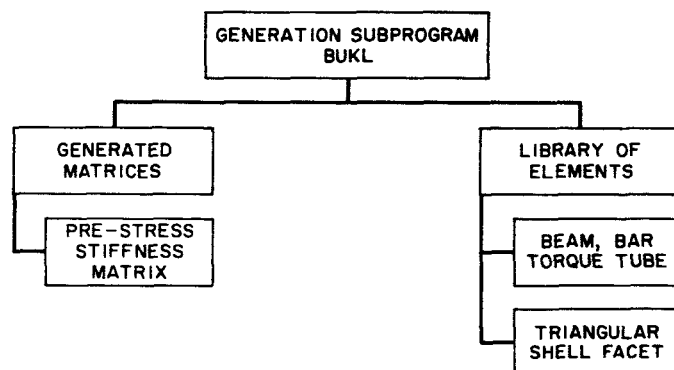 GENERATION SUBPROGRAM
BUKL
GENERATED
MATRICES
PRE-STRESS
STIFFNESS
MATRIX
LIBRARY OF
ELEMENTS
BEAM, BAR
TORQUE TUBE
TRIANGULAR
SHELL FACET